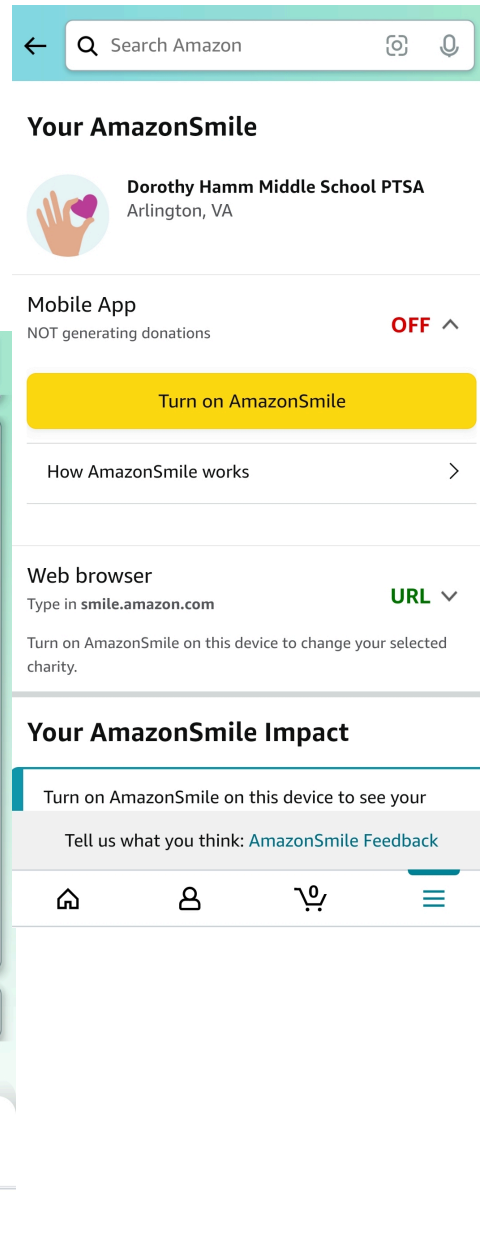 Search Amazon
Your AmazonSmile
Dorothy Hamm Middle School PTSA
Arlington, VA
Mobile App
NOT generating donations
OFF
Turn on AmazonSmile
How AmazonSmile works
Web browser
Type in smile.amazon.com
URL
Turn on AmazonSmile on this device to change your selected
charity.
Your AmazonSmile Impact
Turn on AmazonSmile on this device to see your
Tell us what you think: AmazonSmile Feedback
0